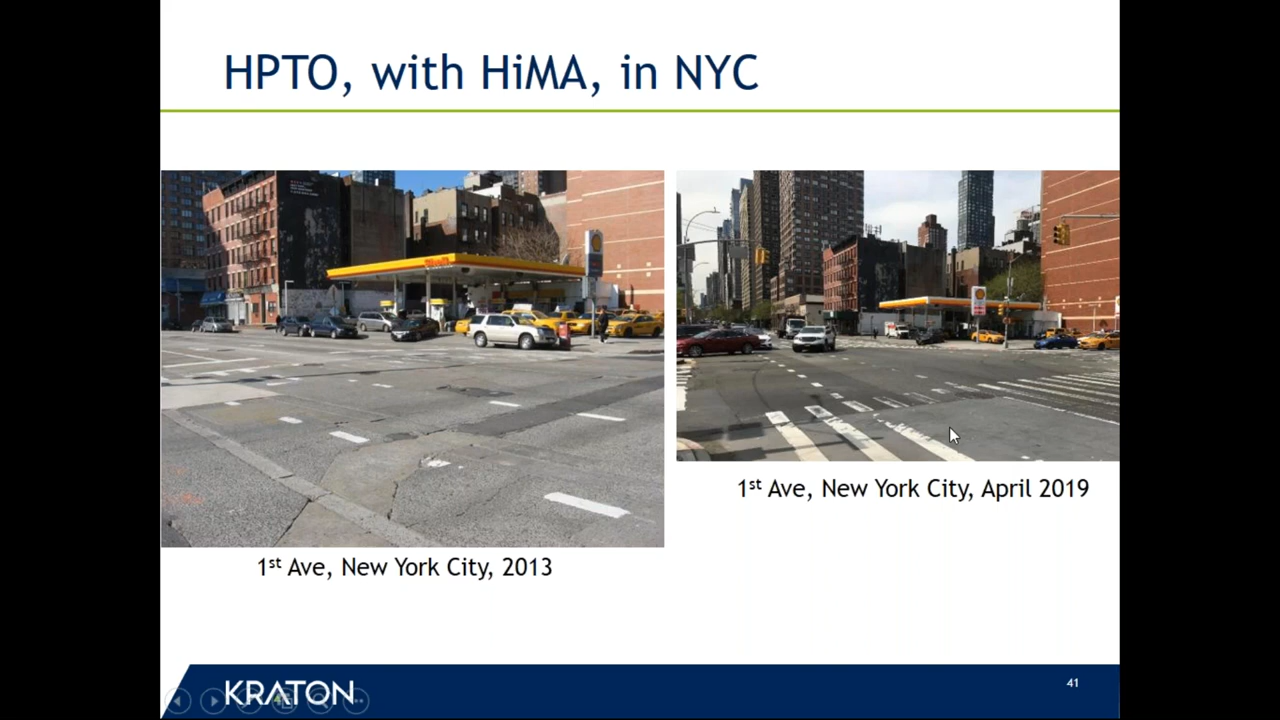 HPTO, with HiMA, in NYC
1st Ave, New York City, April 2019
1st Ave, New York City, 2013
KRATON
41